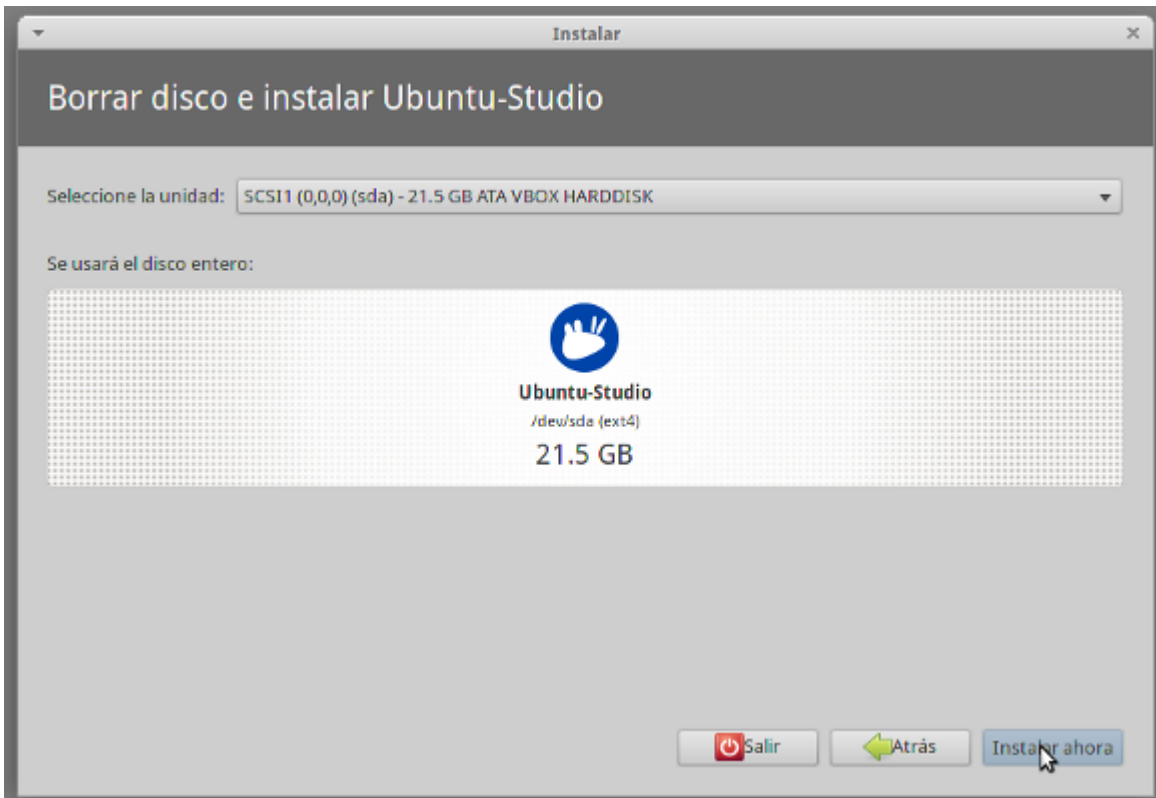 Instalar
Borrar disco e instalar Ubuntu-Studio
Seleccione la unidad: SCSI1 (0,0,0) (sda) - 21.5 GB ATA VBOX HARDDISK
Se usará el disco entero:
Ubuntu-Studio
/dev/sda (ext4)
21.5 GB
Salir Atrás Instalar ahora